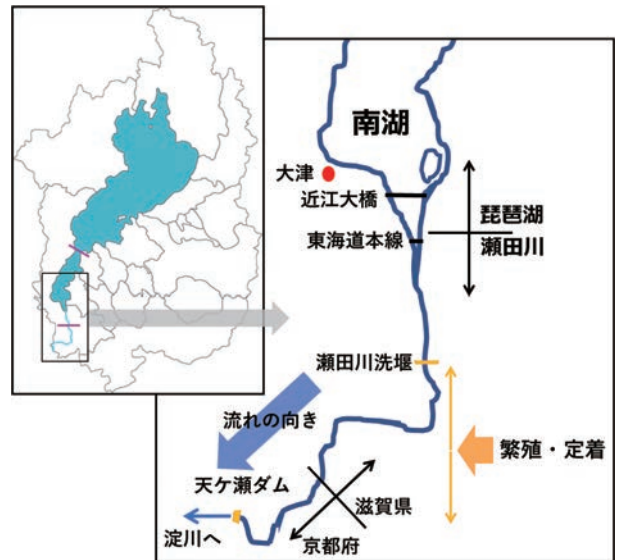 南湖
大津
近江大橋
琵琶湖
東海道本線
瀬田川
瀬田川洗堰
流れの向き
繁殖・定着
天ケ瀬ダム
滋賀県
淀川へ
京都府